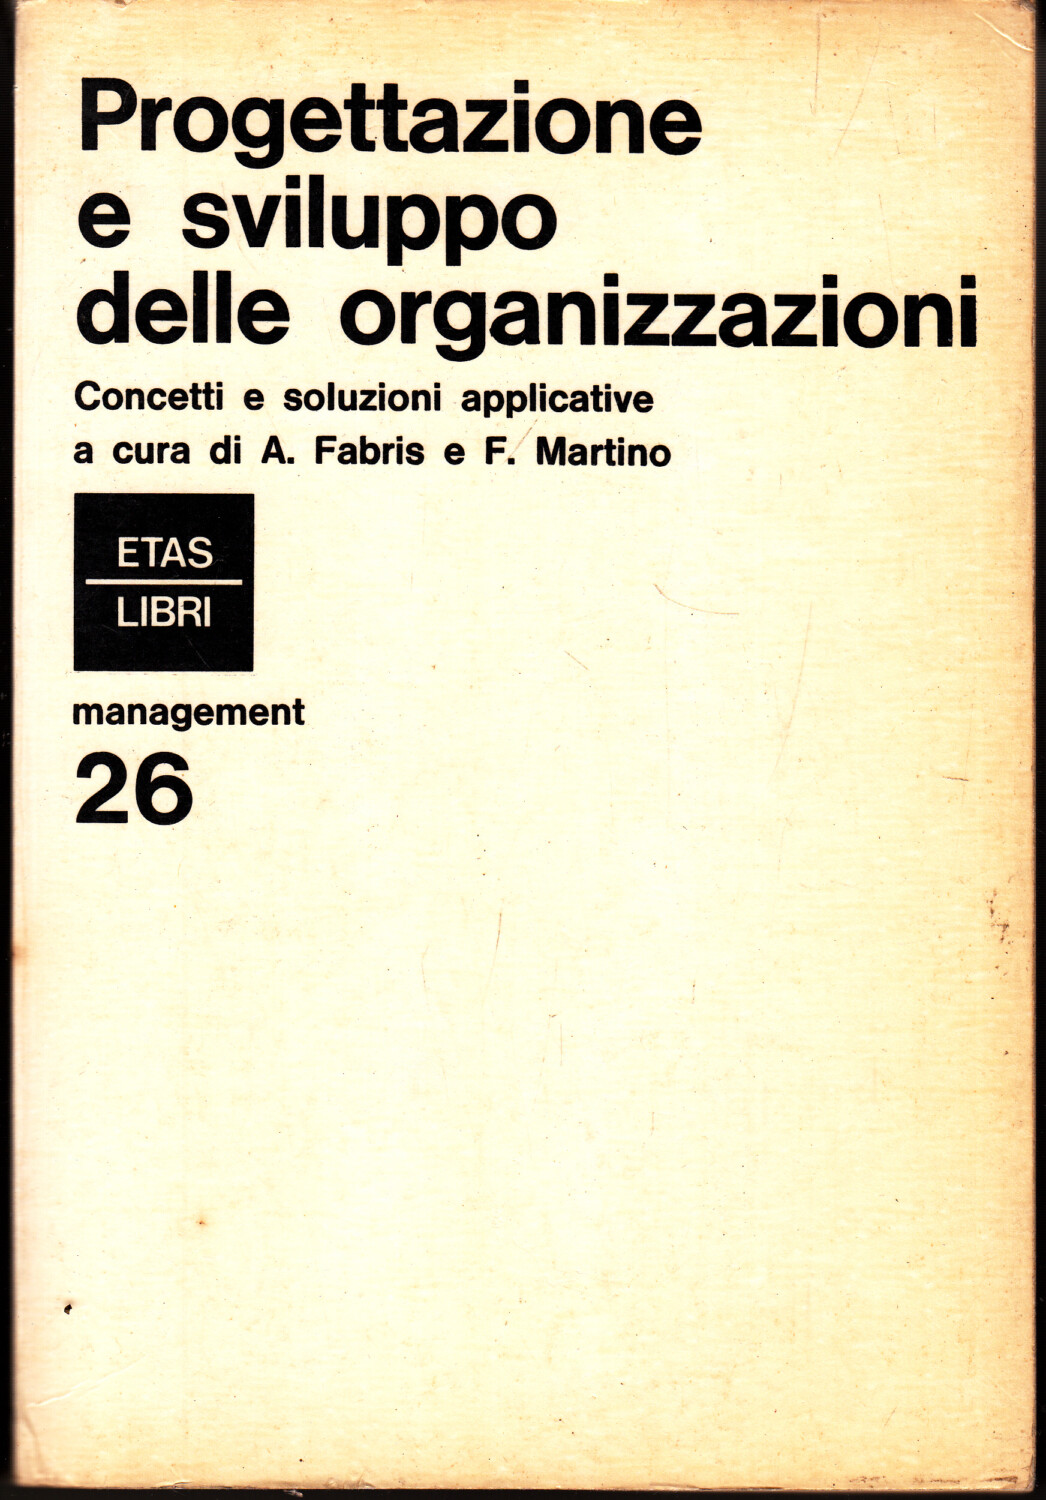 Progettazione
e sviluppo
delle organizzazioni
Concetti e soluzioni applicative
a cura di A. Fabris e F. Martino
ETAS
LIBRI
management
26